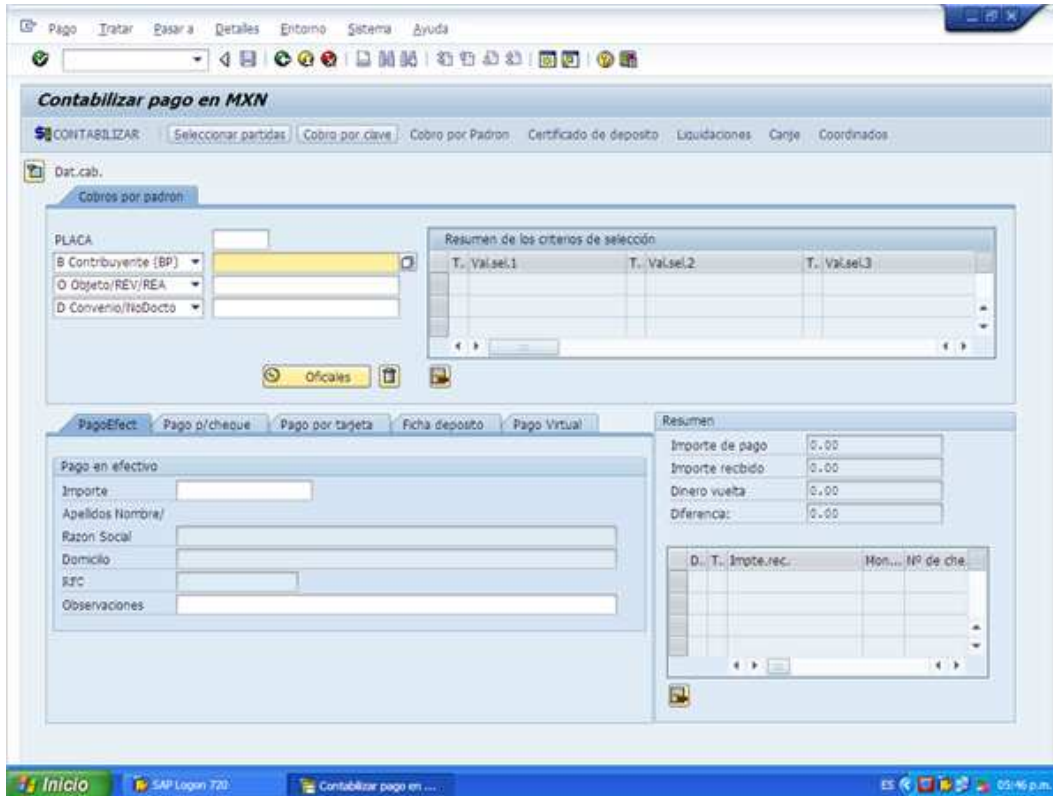 Pago Tratar Pasar a Detalles Entorno Sistema Ayuda
Contabilizar pago en MXN
CONTABILIZAR Seleccionar partidas Cobro por clave Cobro por Padron Certificado de deposito Liquidaciones Canje Coordinados
Dat.cab.
Cobros por padron
PLACA
B Contribuyente (BP)
O Objeto/REV/REA
D Convenio/NoDocto
Resumen de los criterios de selección
T.. Val.sel.1 T.. Val.sel.2 T.. Val.sel.3
Oficiales
PagoEfect Pago p/cheque Pago por tarjeta Ficha deposito Pago Virtual
Pago en efectivo
Importe
Apelidos Nombre/
Razon Social
Domicilio
RFC
Observaciones
Resumen
Importe de pago 0.00
Importe recibido 0.00
Dinero vuelta 0.00
Diferencia: 0.00
D.. T.. Impte.rec. Mon... Nº de che
Inicio SAP Logon 720 Contabilizar pago en ... ES 05:46 p.m.